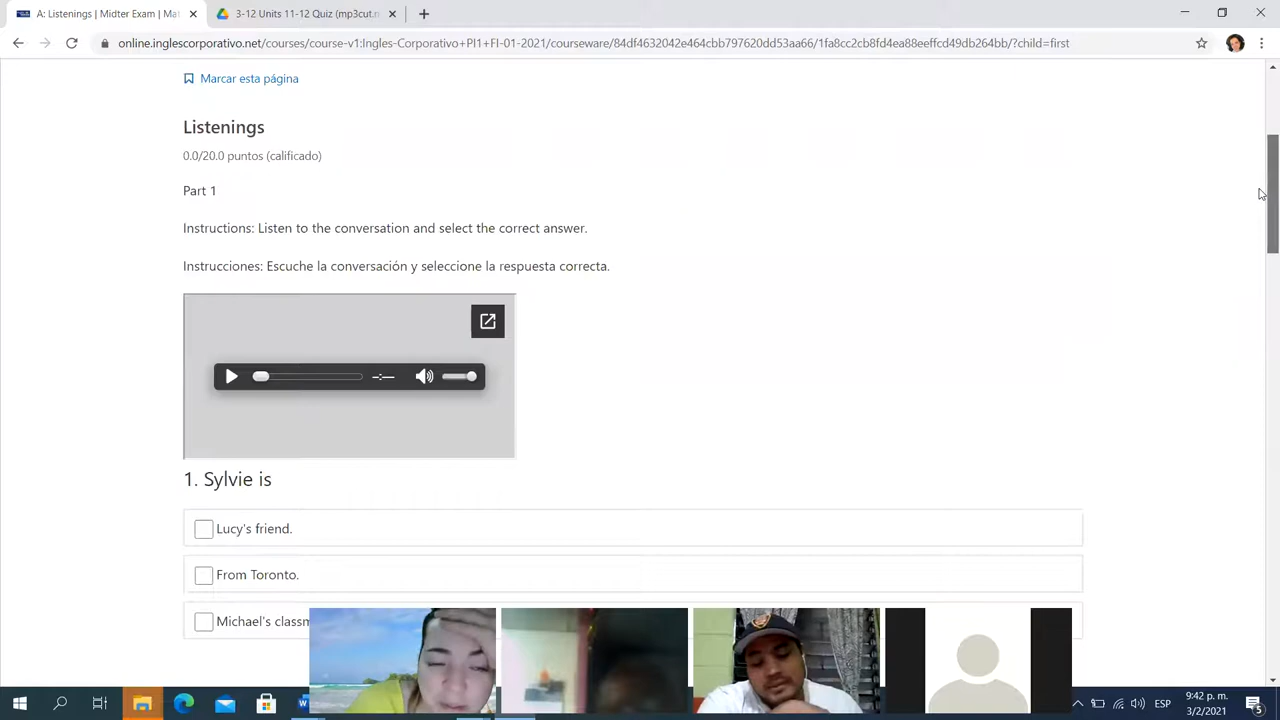 A: Listenings | Midter Exam | Mat
3-12 Units 11-12 Quiz (mp3cut.n
online.inglescorporativo.net/courses/course-v1:Ingles-Corporativo+PI1+FI-01-2021/courseware/84df4632042e464cbb797620dd53aa66/1fa8cc2cb8fd4ea88eeffcd49db264bb/?child=first
Marcar esta página
Listenings
0.0/20.0 puntos (calificado)
Part 1
Instructions: Listen to the conversation and select the correct answer.
Instrucciones: Escuche la conversación y seleccione la respuesta correcta.
-:--
1. Sylvie is
Lucy's friend.
From Toronto.
Michael's classm
ESP
9:42 p. m.
3/2/2021
5